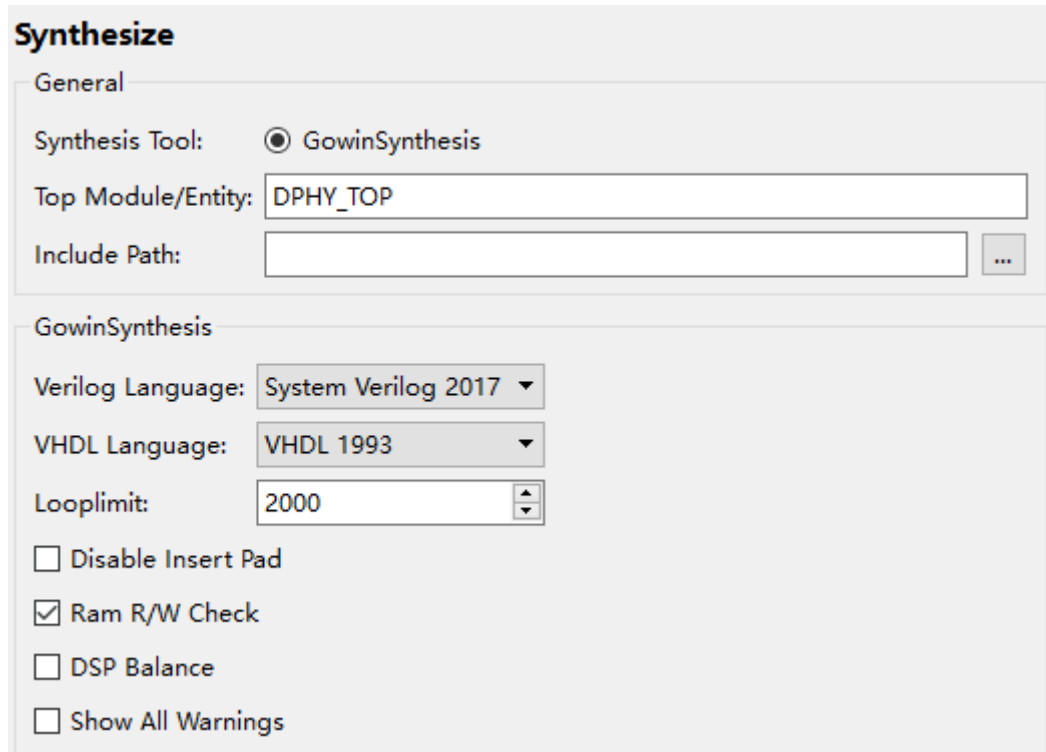 Synthesize
General
Synthesis Tool: GowinSynthesis
Top Module/Entity: DPHY_TOP
Include Path: ...
GowinSynthesis
Verilog Language: System Verilog 2017
VHDL Language: VHDL 1993
Looplimit: 2000
Disable Insert Pad
Ram R/W Check
DSP Balance
Show All Warnings